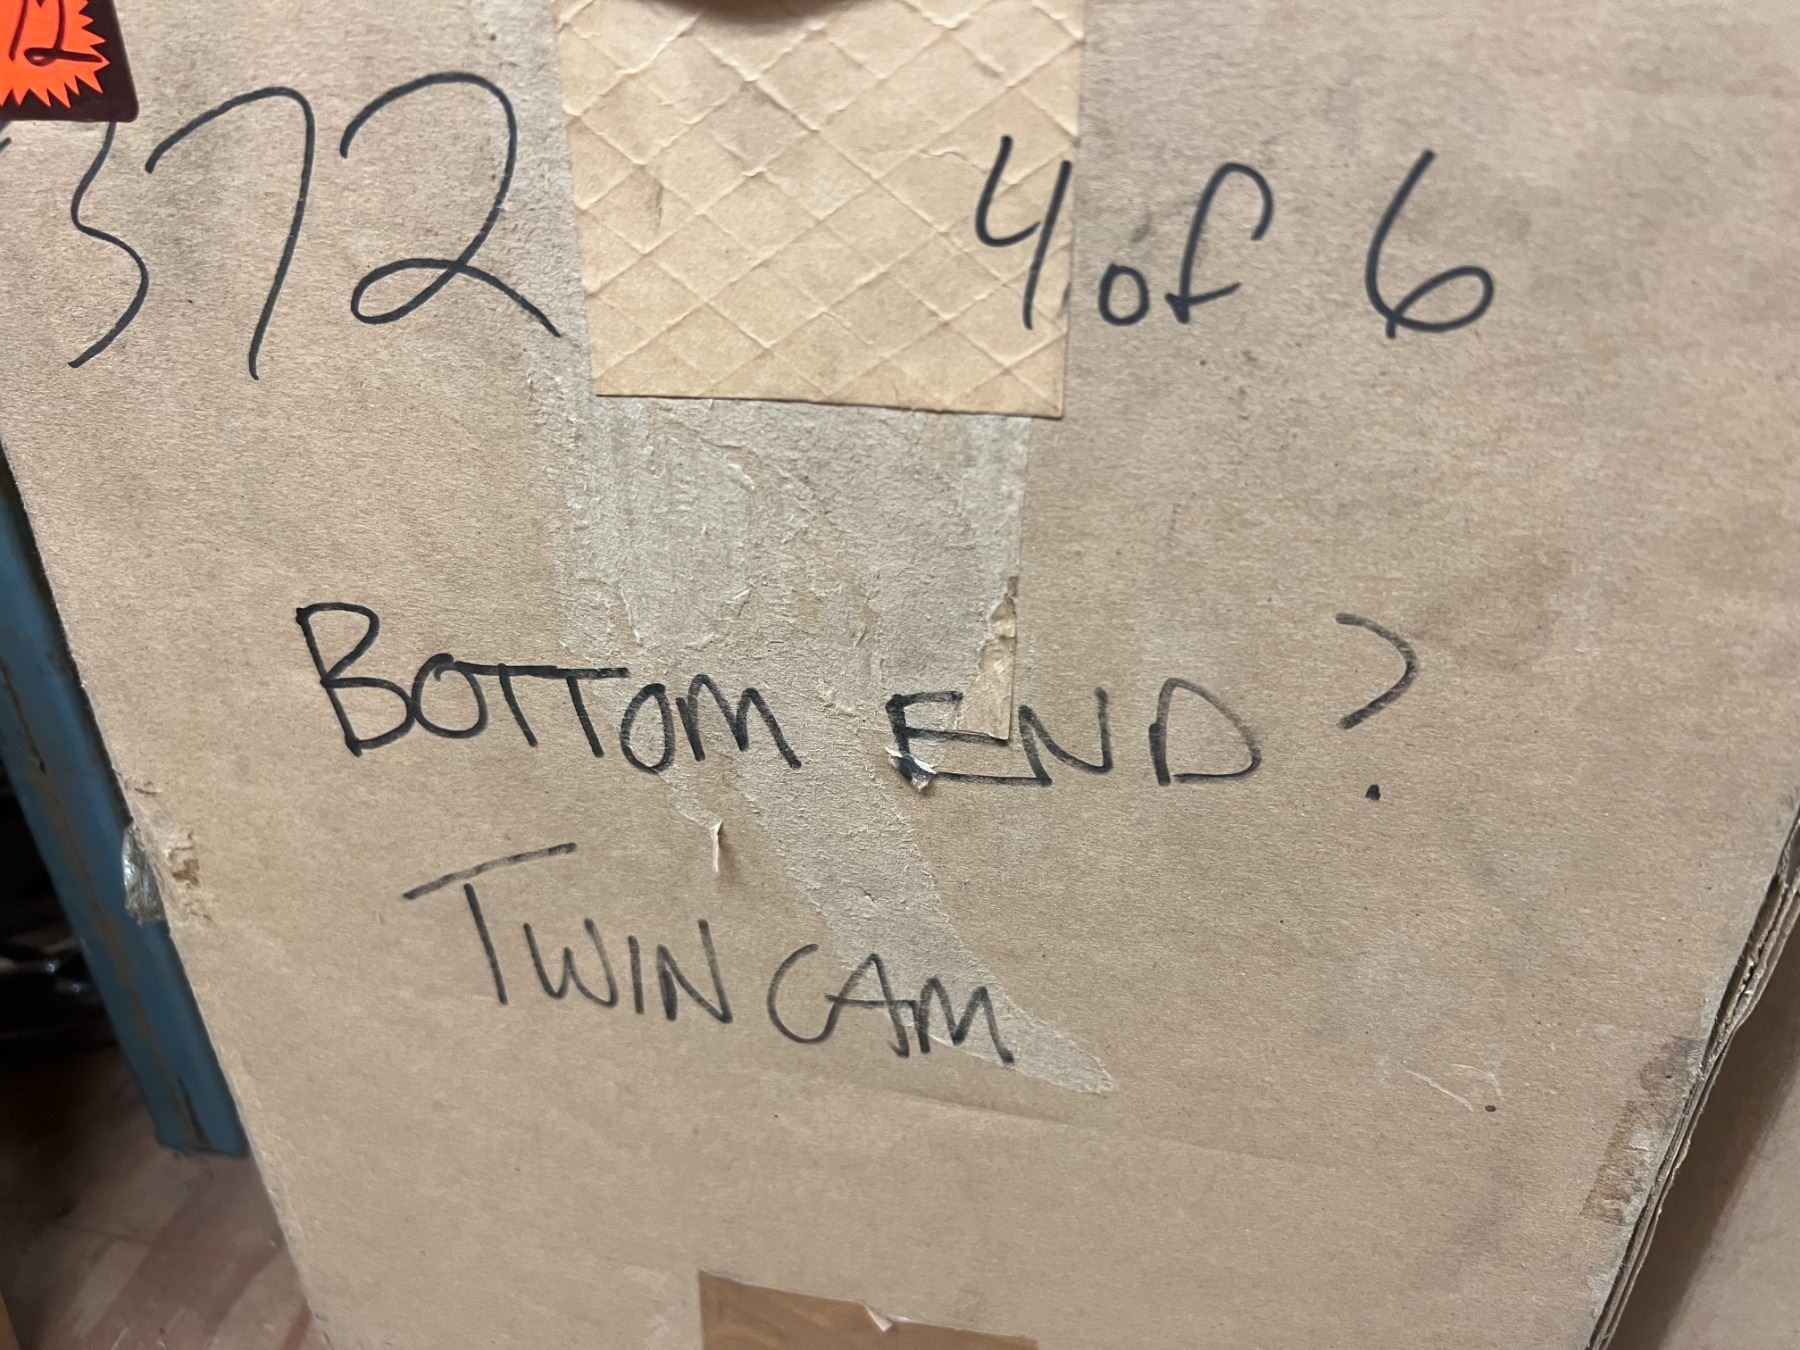 372 4 of 6
BOTTOM END?
TWIN CAM